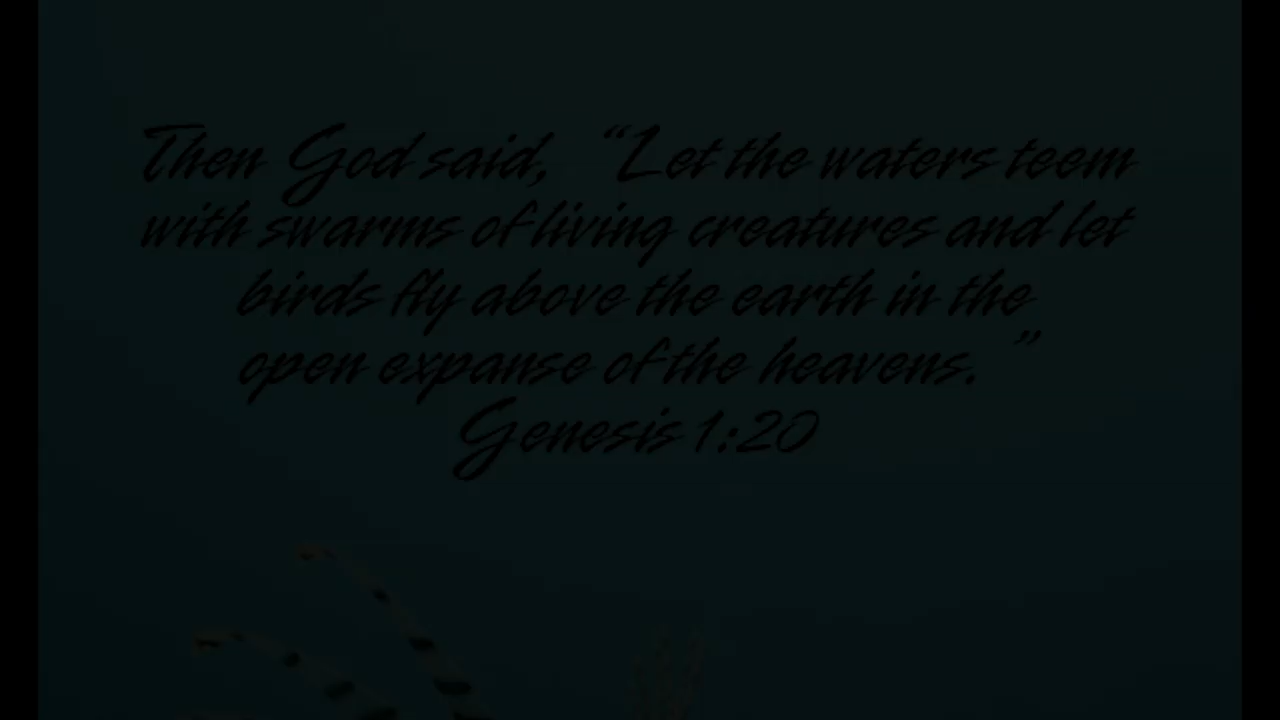 Then God said, “Let the waters teem
with swarms of living creatures and let
birds fly above the earth in the
open expanse of the heavens.”
Genesis 1:20